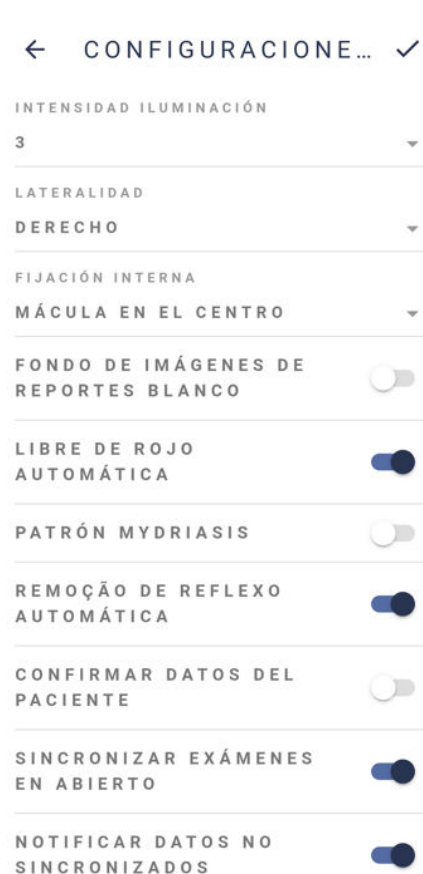 CONFIGURACIONE...
INTENSIDAD ILUMINACIÓN
3
LATERALIDAD
DERECHO
FIJACIÓN INTERNA
MÁCULA EN EL CENTRO
FONDO DE IMÁGENES DE
REPORTES BLANCO
LIBRE DE ROJO
AUTOMÁTICA
PATRÓN MYDRIASIS
REMOÇÃO DE REFLEXO
AUTOMÁTICA
CONFIRMAR DATOS DEL
PACIENTE
SINCRONIZAR EXÁMENES
EN ABIERTO
NOTIFICAR DATOS NO
SINCRONIZADOS